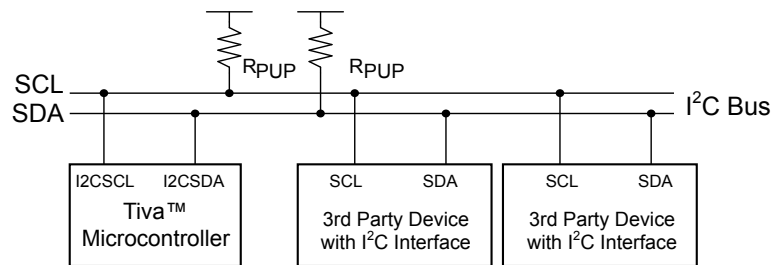 RPUP RPUP
SCL
SDA
I²C Bus
I2CSCL I2CSDA SCL SDA SCL SDA
Tiva™
Microcontroller
3rd Party Device
with I²C Interface
3rd Party Device
with I²C Interface